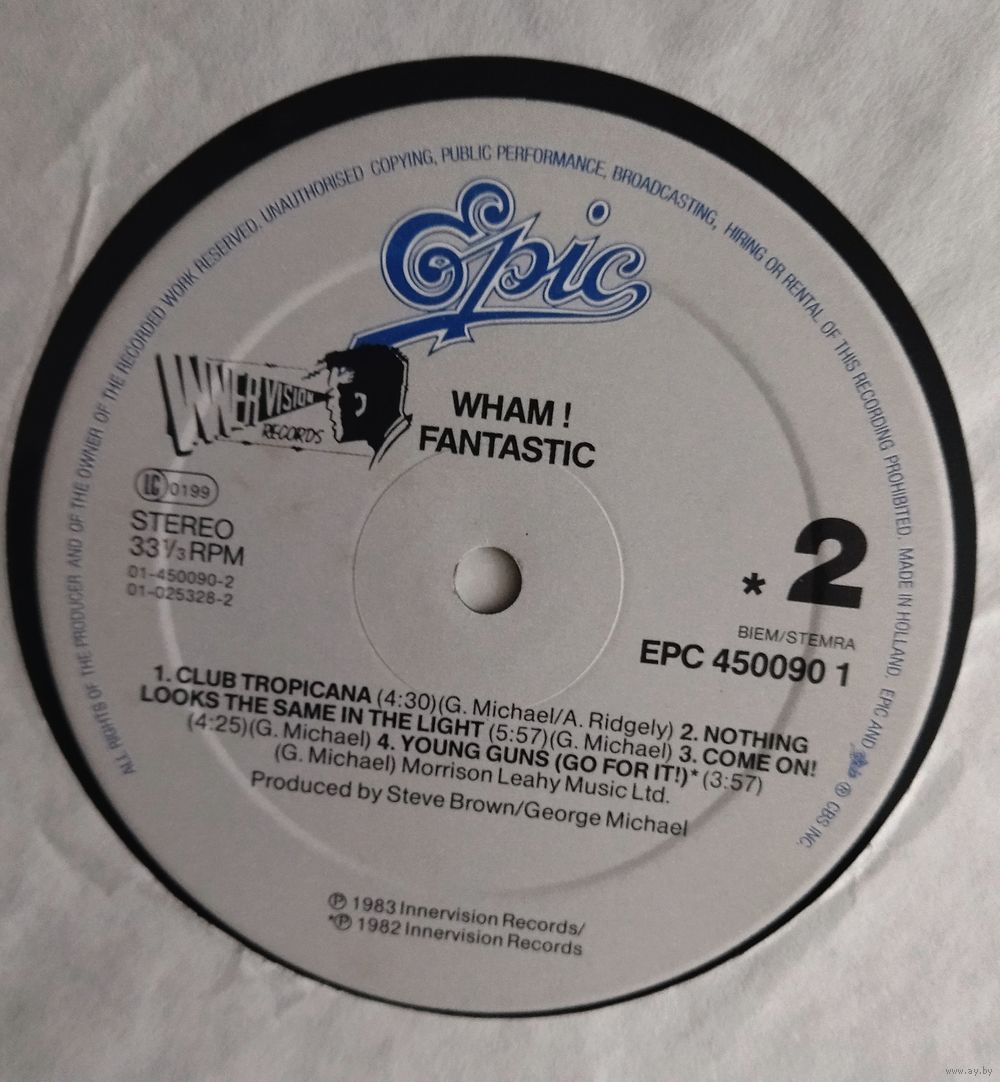 ALL RIGHTS OF THE PRODUCER AND OF THE OWNER OF THE RECORDED WORK RESERVED. UNAUTHORISED COPYING, PUBLIC PERFORMANCE, BROADCASTING, HIRING OR RENTAL OF THIS RECORDING PROHIBITED. MADE IN HOLLAND. EPIC AND Epic ℗ CBS INC.
Epic
INNERVISION
RECORDS
WHAM !
FANTASTIC
LC 0199
STEREO
33⅓ RPM
01-450090-2
01-025328-2
* 2
BIEM/STEMRA
EPC 450090 1
1. CLUB TROPICANA (4:30)(G. Michael/A. Ridgely) 2. NOTHING
LOOKS THE SAME IN THE LIGHT (5:57)(G. Michael) 3. COME ON!
(4:25)(G. Michael) 4. YOUNG GUNS (GO FOR IT!)* (3:57)
(G. Michael) Morrison Leahy Music Ltd.
Produced by Steve Brown/George Michael
℗ 1983 Innervision Records/
*℗ 1982 Innervision Records
www.ay.by